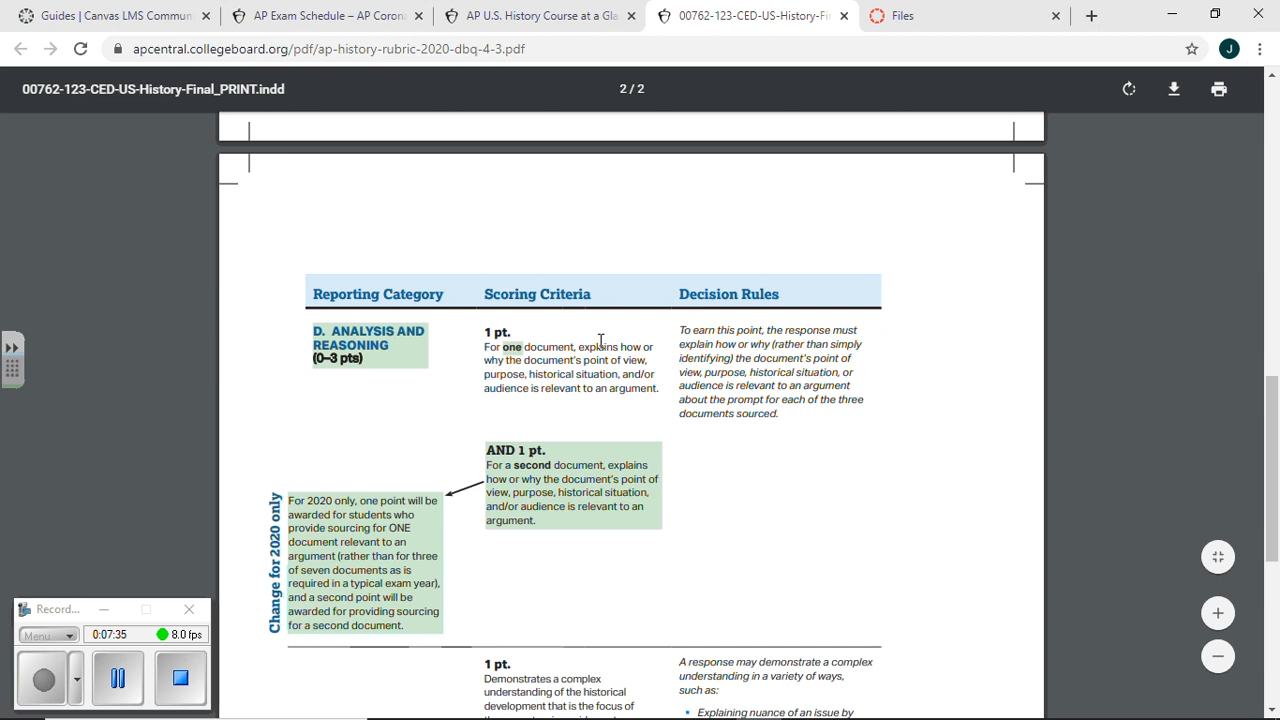 Guides | Canvas LMS Commun
AP Exam Schedule – AP Coron
AP U.S. History Course at a Gla
00762-123-CED-US-History-Fi
Files
apcentral.collegeboard.org/pdf/ap-history-rubric-2020-dbq-4-3.pdf
J
00762-123-CED-US-History-Final_PRINT.indd
2 / 2
Reporting Category
Scoring Criteria
Decision Rules
D. ANALYSIS AND
REASONING
(0–3 pts)
1 pt.
For one document, explains how or
why the document's point of view,
purpose, historical situation, and/or
audience is relevant to an argument.
To earn this point, the response must
explain how or why (rather than simply
identifying) the document's point of
view, purpose, historical situation, or
audience is relevant to an argument
about the prompt for each of the three
documents sourced.
AND 1 pt.
For a second document, explains
how or why the document's point of
view, purpose, historical situation,
and/or audience is relevant to an
argument.
Change for 2020 only
For 2020 only, one point will be
awarded for students who
provide sourcing for ONE
document relevant to an
argument (rather than for three
of seven documents as is
required in a typical exam year),
and a second point will be
awarded for providing sourcing
for a second document.
1 pt.
Demonstrates a complex
understanding of the historical
development that is the focus of
A response may demonstrate a complex
understanding in a variety of ways,
such as:
• Explaining nuance of an issue by
Record...
Menu
0:07:35
8.0 fps